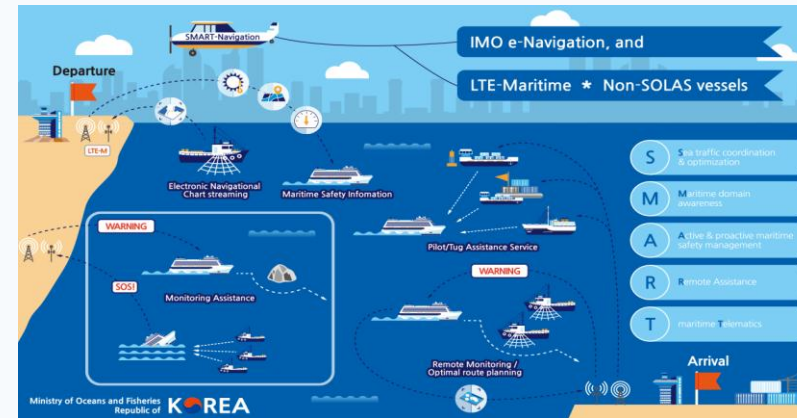 SMART-Navigation
IMO e-Navigation, and
LTE-Maritime * Non-SOLAS vessels
Departure
LTE-M
Electronic Navigational
Chart streaming
Maritime Safety Infomation
Pilot/Tug Assistance Service
S
Sea traffic coordination
& optimization
M
Maritime domain
awareness
A
Active & proactive maritime
safety management
R
Remote Assistance
T
maritime Telematics
WARNING
SOS!
Monitoring Assistance
WARNING
Remote Monitoring /
Optimal route planning
Arrival
Ministry of Oceans and Fisheries
Republic of
KOREA